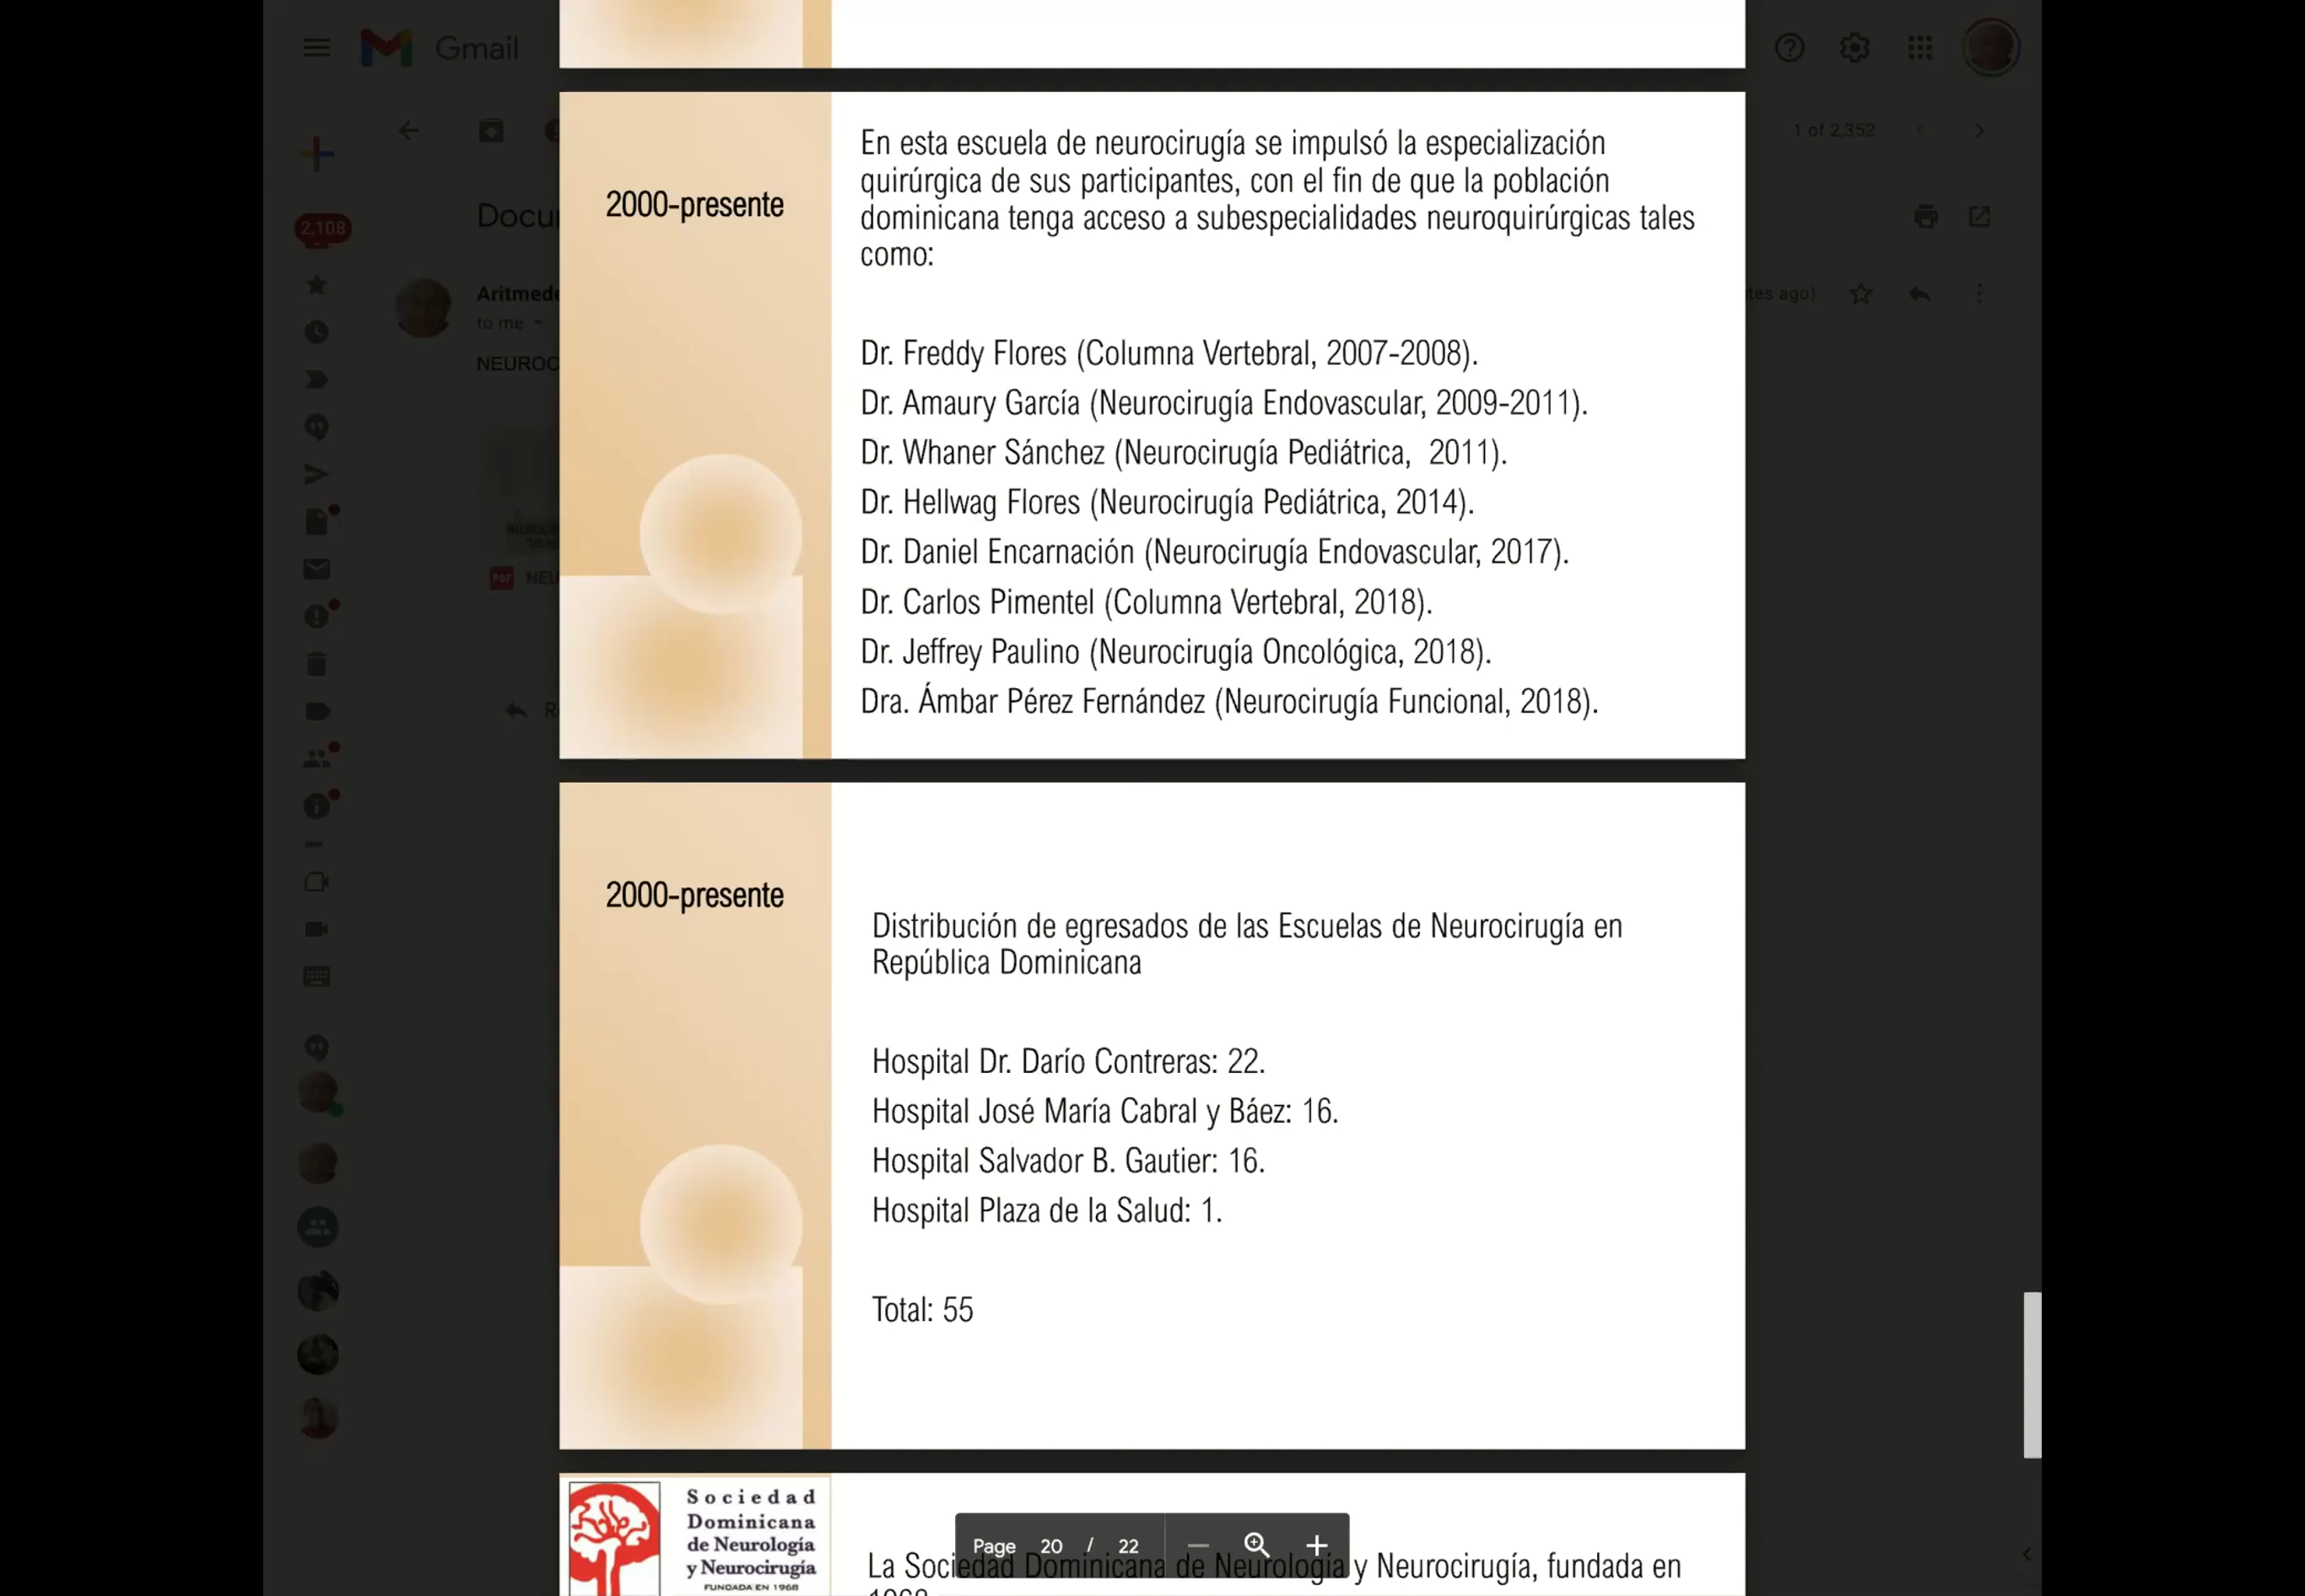 Gmail
1 of 2,352
2,108
Docu
Aritmed
tes ago)
to me
NEUROC
PDF NEU
R
2000-presente
En esta escuela de neurocirugía se impulsó la especialización
quirúrgica de sus participantes, con el fin de que la población
dominicana tenga acceso a subespecialidades neuroquirúrgicas tales
como:
Dr. Freddy Flores (Columna Vertebral, 2007-2008).
Dr. Amaury García (Neurocirugía Endovascular, 2009-2011).
Dr. Whaner Sánchez (Neurocirugía Pediátrica, 2011).
Dr. Hellwag Flores (Neurocirugía Pediátrica, 2014).
Dr. Daniel Encarnación (Neurocirugía Endovascular, 2017).
Dr. Carlos Pimentel (Columna Vertebral, 2018).
Dr. Jeffrey Paulino (Neurocirugía Oncológica, 2018).
Dra. Ámbar Pérez Fernández (Neurocirugía Funcional, 2018).
2000-presente
Distribución de egresados de las Escuelas de Neurocirugía en
República Dominicana
Hospital Dr. Darío Contreras: 22.
Hospital José María Cabral y Báez: 16.
Hospital Salvador B. Gautier: 16.
Hospital Plaza de la Salud: 1.
Total: 55
Sociedad
Dominicana
de Neurología
y Neurocirugía
FUNDADA EN 1968
La Sociedad Dominicana de Neurología y Neurocirugía, fundada en
1968
Page 20 / 22